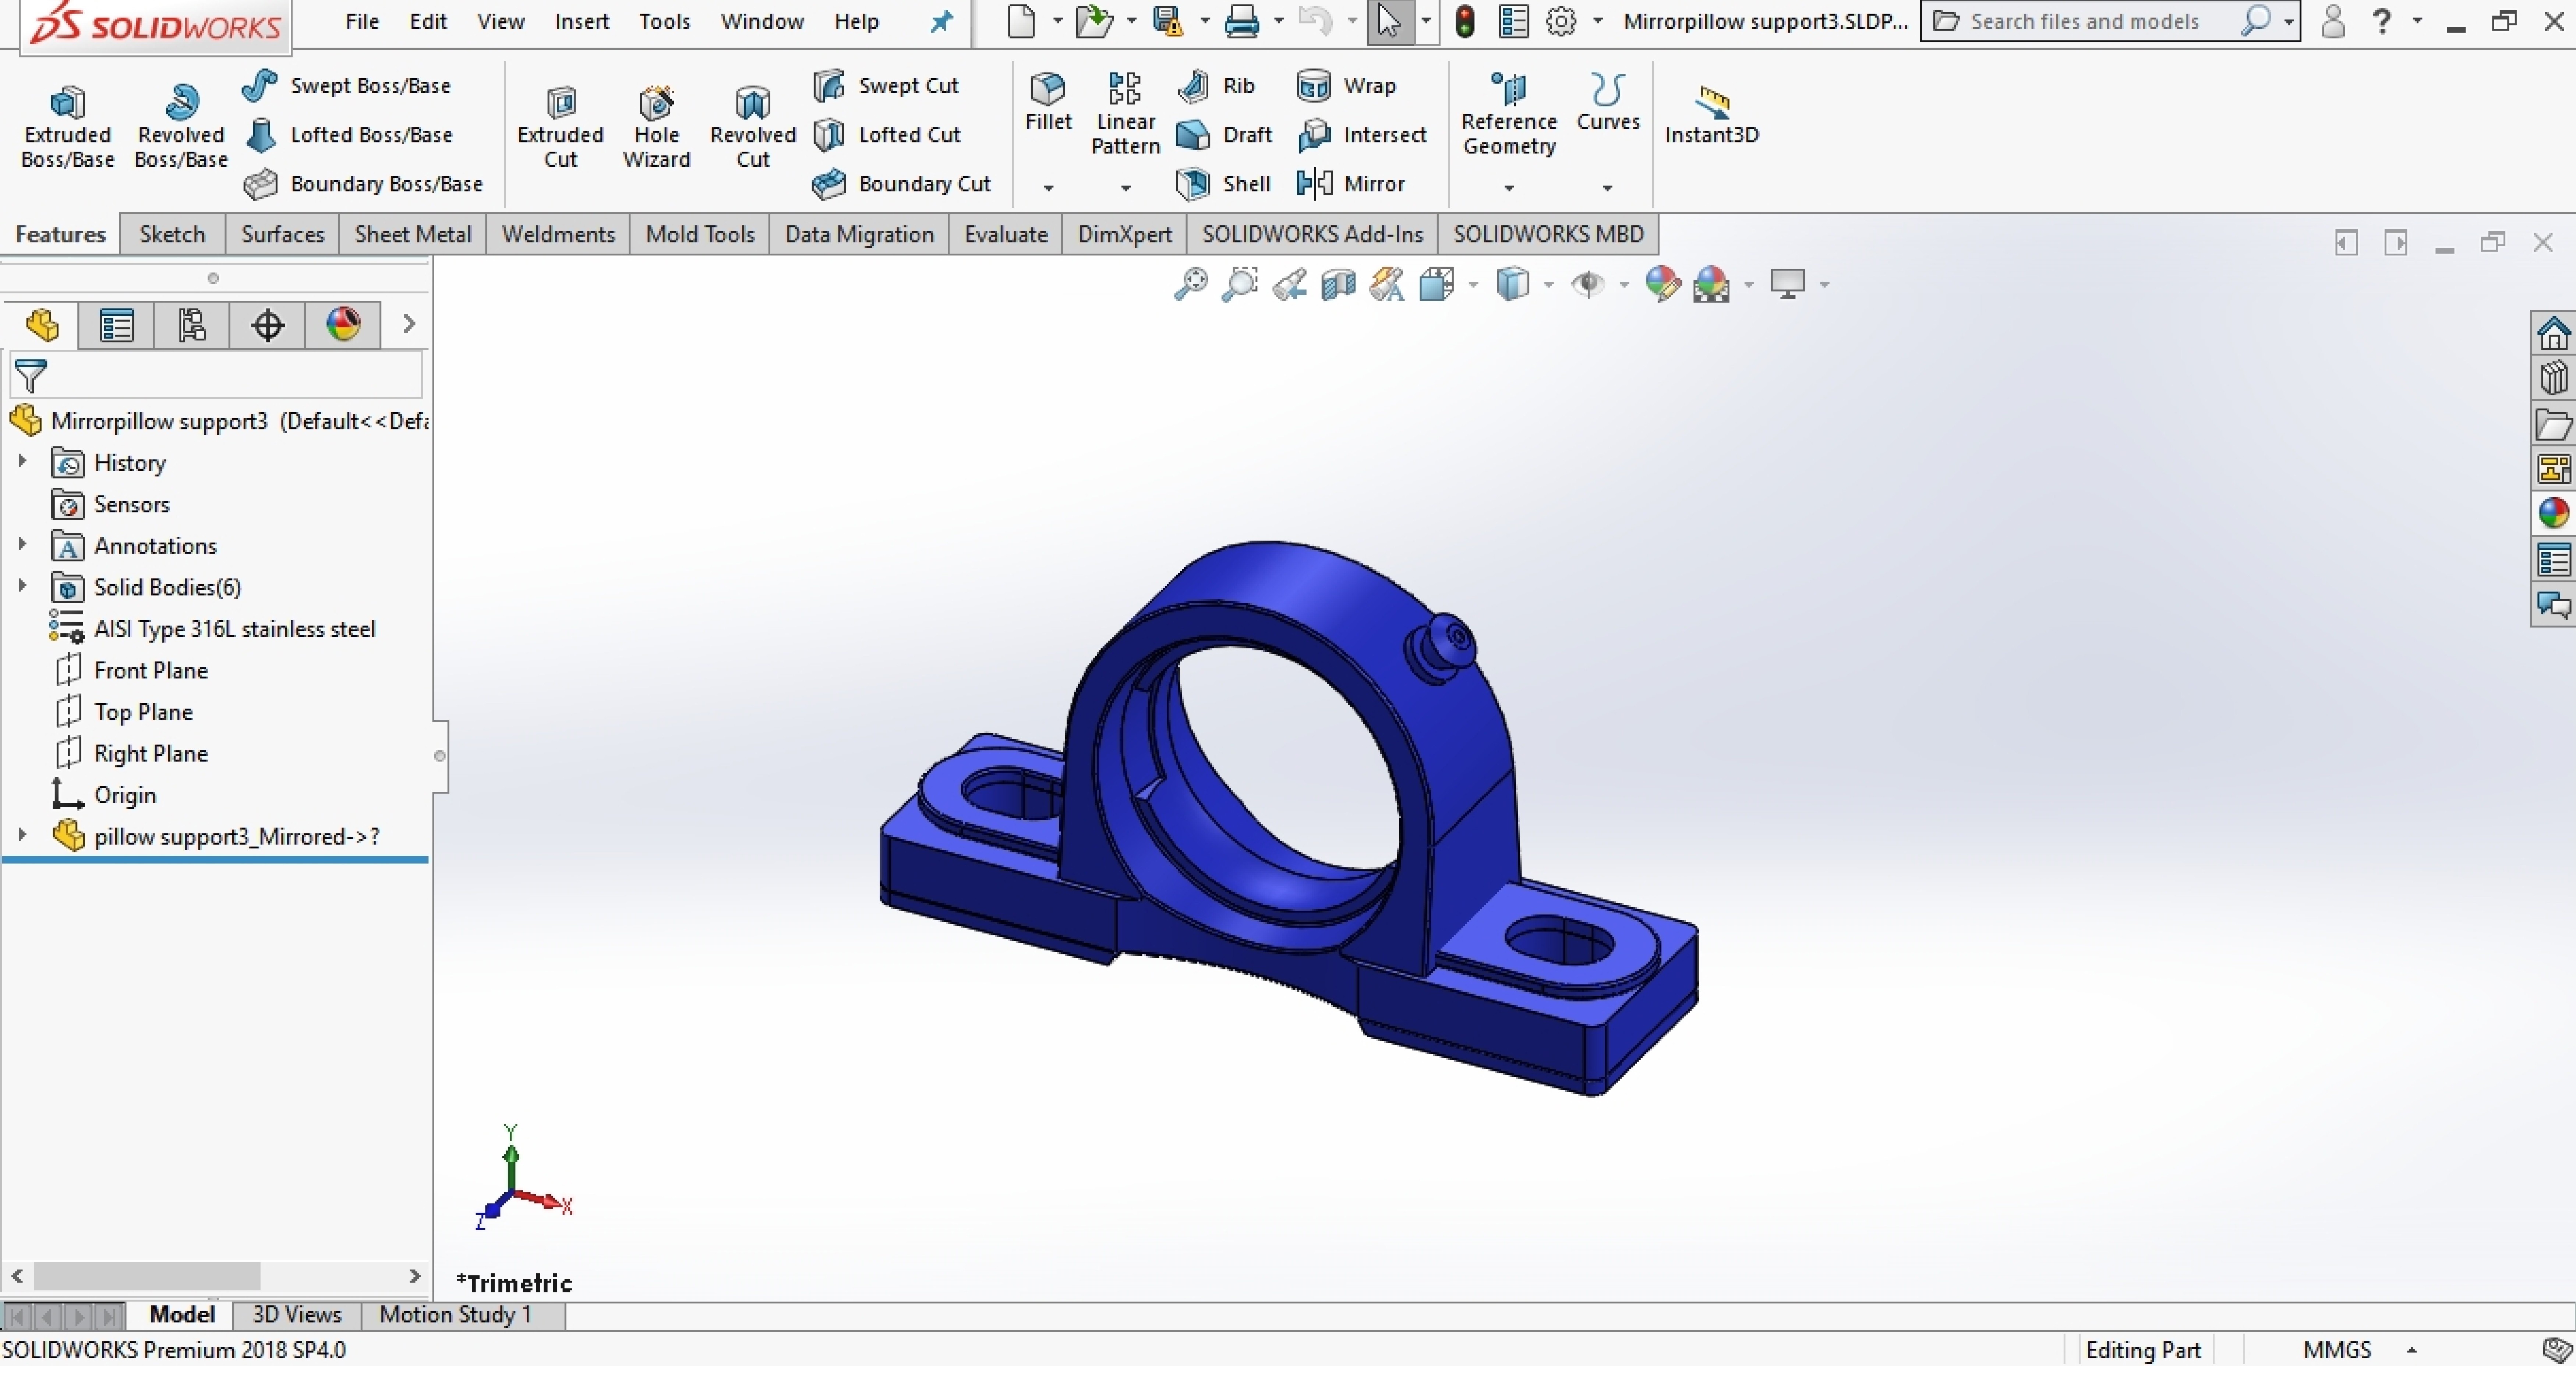 SOLIDWORKS File Edit View Insert Tools Window Help Mirrorpillow support3.SLDP... Search files and models ?
Extruded Boss/Base
Revolved Boss/Base
Swept Boss/Base
Lofted Boss/Base
Boundary Boss/Base
Extruded Cut
Hole Wizard
Revolved Cut
Swept Cut
Lofted Cut
Boundary Cut
Fillet
Linear Pattern
Rib
Draft
Shell
Wrap
Intersect
Mirror
Reference Geometry
Curves
Instant3D
Features Sketch Surfaces Sheet Metal Weldments Mold Tools Data Migration Evaluate DimXpert SOLIDWORKS Add-Ins SOLIDWORKS MBD
Mirrorpillow support3 (Default<<Defa
History
Sensors
Annotations
Solid Bodies(6)
AISI Type 316L stainless steel
Front Plane
Top Plane
Right Plane
Origin
pillow support3_Mirrored->?
Y
X
Z
*Trimetric
Model 3D Views Motion Study 1
SOLIDWORKS Premium 2018 SP4.0 Editing Part MMGS